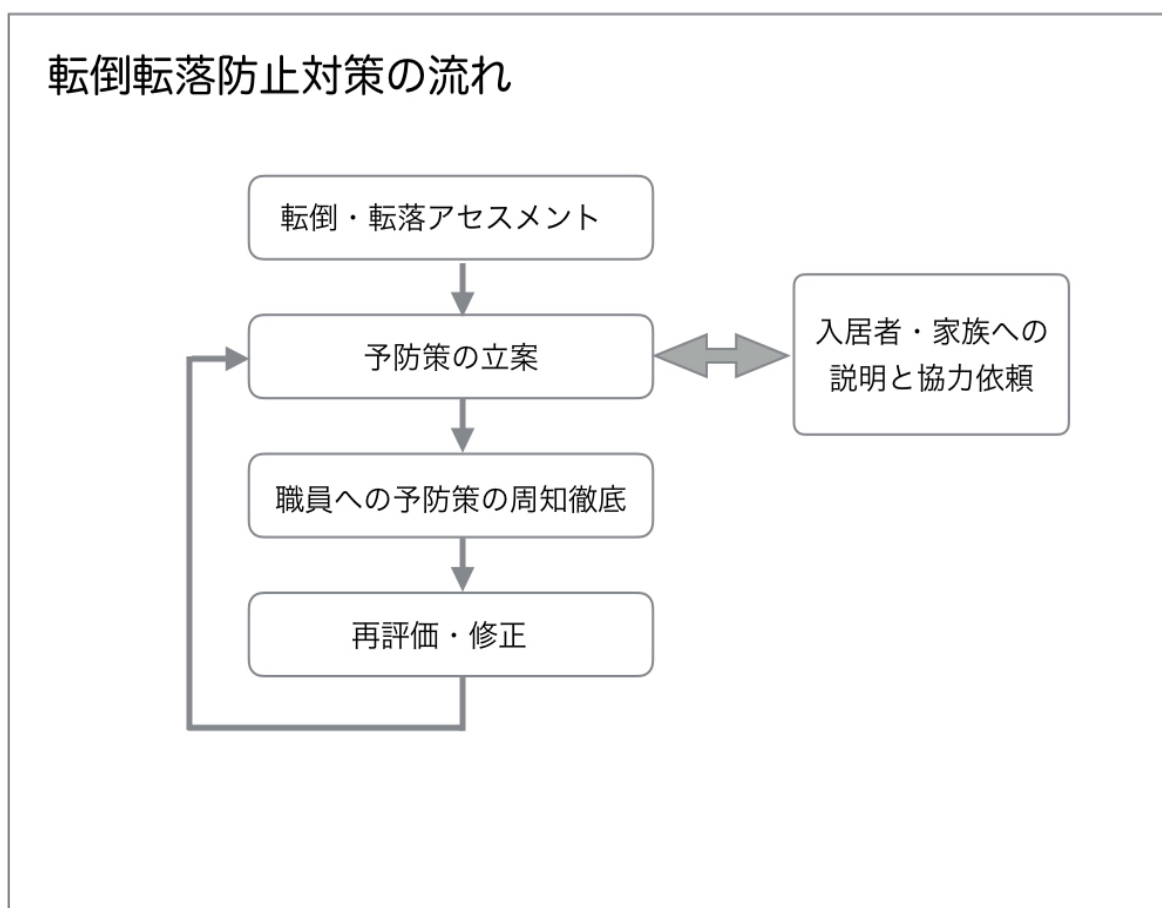 転倒転落防止対策の流れ
転倒・転落アセスメント
予防策の立案
入居者・家族への
説明と協力依頼
職員への予防策の周知徹底
再評価・修正